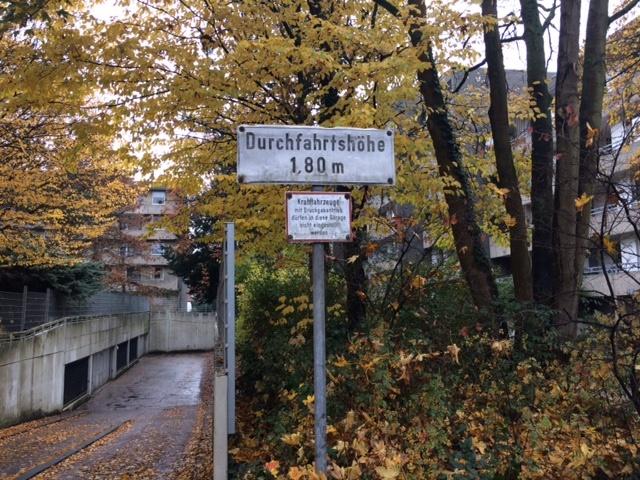 Durchfahrtshöhe
1,80 m
Kraftfahrzeuge
mit Druckgasantrieb
dürfen in diese Garage
nicht eingestellt
werden